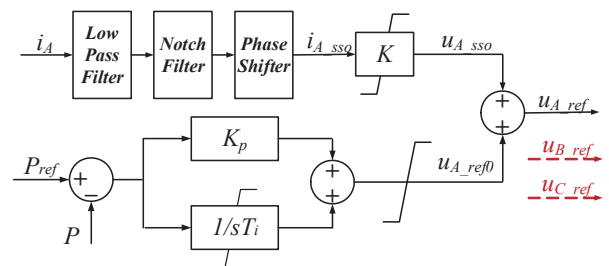 i_A
Low Pass Filter
Notch Filter
Phase Shifter
i_A_sso
K
u_A_sso
+
+
u_A_ref
u_B_ref
u_C_ref
P_ref
+
−
P
K_p
1/sT_i
+
+
u_A_ref0